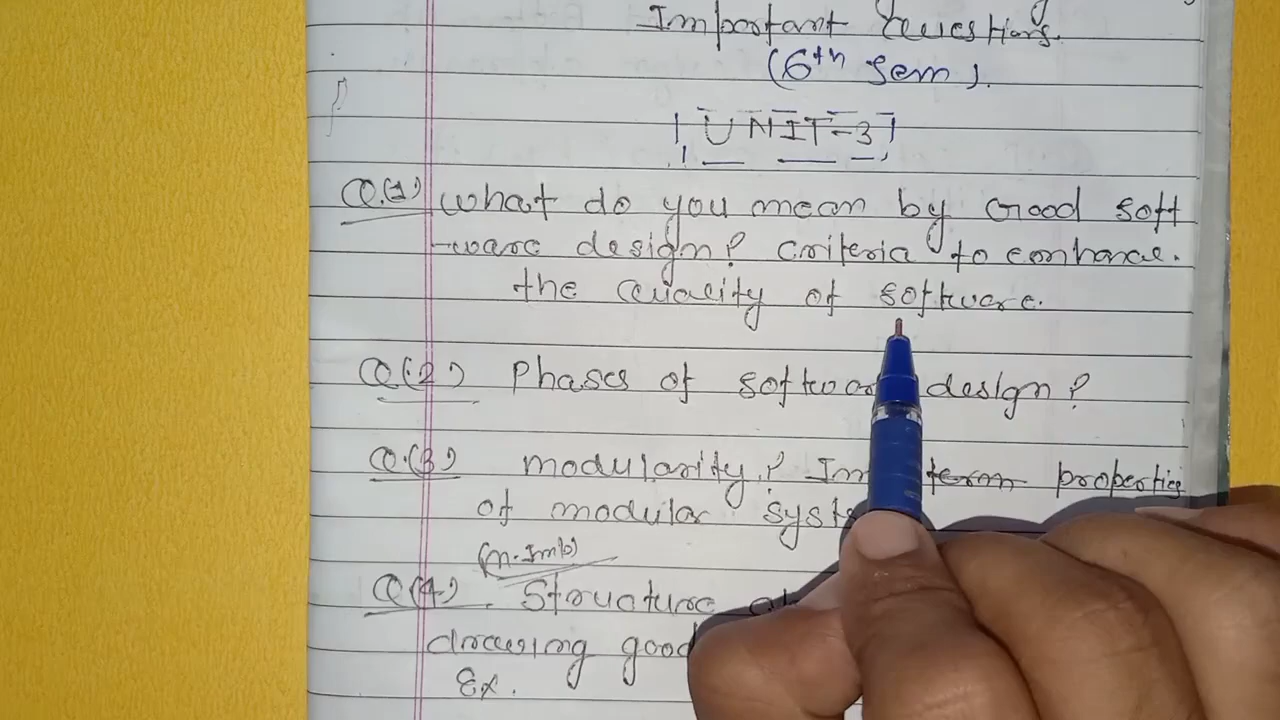 Important Questions.
(6th Sem).
UNIT-3
Q.(1) What do you mean by Good soft
-ware design? Criteria to enhance.
the quality of software.
Q.(2) Phases of software design?
Q.(3) modularity? Im term properties
of modular syst
(m.Imp)
Q.(4). Structure
drawing good
Ex.